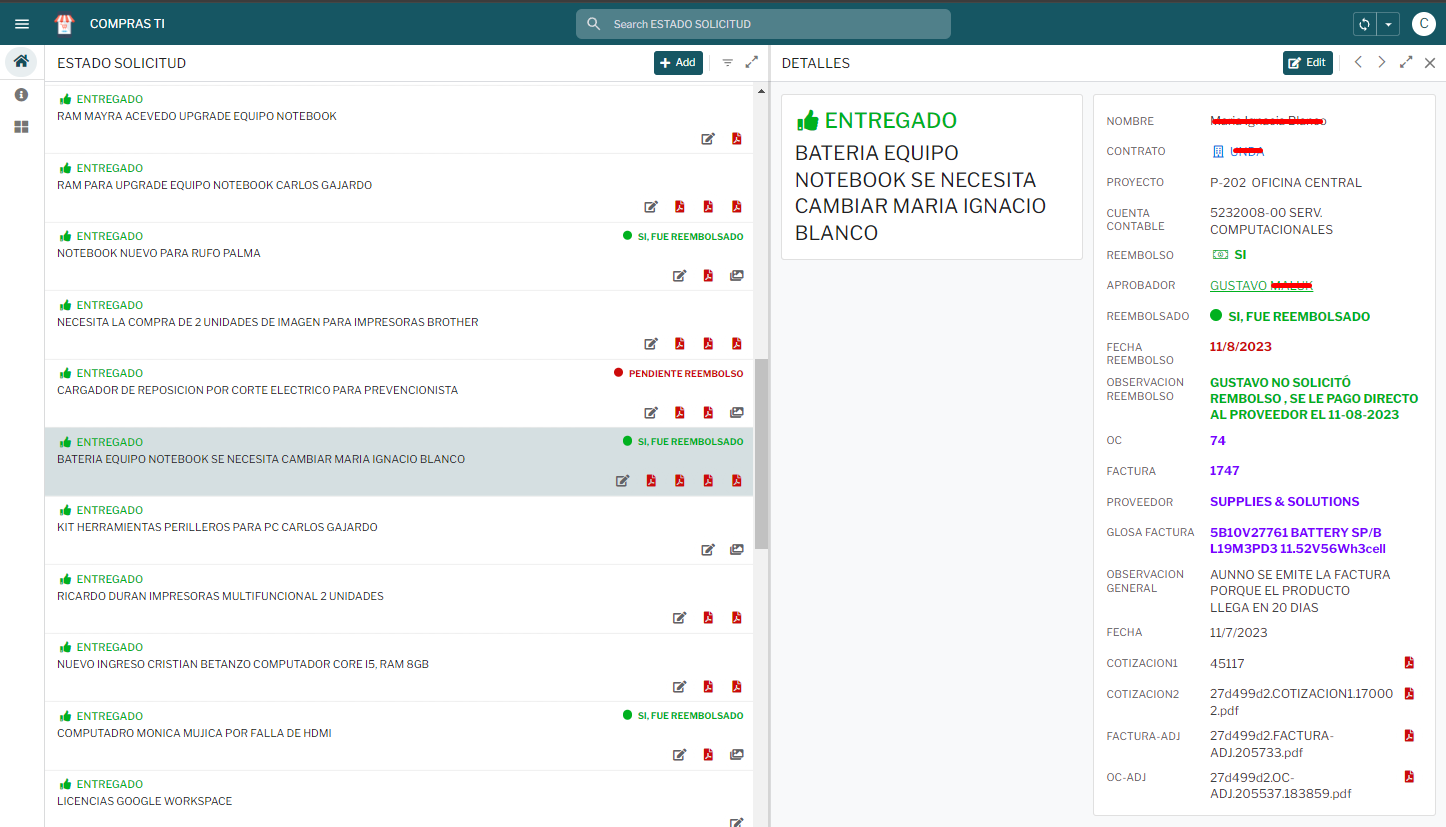 COMPRAS TI
Search ESTADO SOLICITUD
C
ESTADO SOLICITUD
Add
ENTREGADO
RAM MAYRA ACEVEDO UPGRADE EQUIPO NOTEBOOK
ENTREGADO
RAM PARA UPGRADE EQUIPO NOTEBOOK CARLOS GAJARDO
ENTREGADO
SI, FUE REEMBOLSADO
NOTEBOOK NUEVO PARA RUFO PALMA
ENTREGADO
NECESITA LA COMPRA DE 2 UNIDADES DE IMAGEN PARA IMPRESORAS BROTHER
ENTREGADO
PENDIENTE REEMBOLSO
CARGADOR DE REPOSICION POR CORTE ELECTRICO PARA PREVENCIONISTA
ENTREGADO
SI, FUE REEMBOLSADO
BATERIA EQUIPO NOTEBOOK SE NECESITA CAMBIAR MARIA IGNACIO BLANCO
ENTREGADO
KIT HERRAMIENTAS PERILLEROS PARA PC CARLOS GAJARDO
ENTREGADO
RICARDO DURAN IMPRESORAS MULTIFUNCIONAL 2 UNIDADES
ENTREGADO
NUEVO INGRESO CRISTIAN BETANZO COMPUTADOR CORE I5, RAM 8GB
ENTREGADO
SI, FUE REEMBOLSADO
COMPUTADRO MONICA MUJICA POR FALLA DE HDMI
ENTREGADO
LICENCIAS GOOGLE WORKSPACE
DETALLES
Edit
ENTREGADO
BATERIA EQUIPO
NOTEBOOK SE NECESITA
CAMBIAR MARIA IGNACIO
BLANCO
NOMBRE
CONTRATO
PROYECTO
P-202 OFICINA CENTRAL
CUENTA
CONTABLE
5232008-00 SERV.
COMPUTACIONALES
REEMBOLSO
SI
APROBADOR
GUSTAVO
REEMBOLSADO
SI, FUE REEMBOLSADO
FECHA
REEMBOLSO
11/8/2023
OBSERVACION
REEMBOLSO
GUSTAVO NO SOLICITÓ
REMBOLSO , SE LE PAGO DIRECTO
AL PROVEEDOR EL 11-08-2023
OC
74
FACTURA
1747
PROVEEDOR
SUPPLIES & SOLUTIONS
GLOSA FACTURA
5B10V27761 BATTERY SP/B
L19M3PD3 11.52V56Wh3cell
OBSERVACION
GENERAL
AUNNO SE EMITE LA FACTURA
PORQUE EL PRODUCTO
LLEGA EN 20 DIAS
FECHA
11/7/2023
COTIZACION1
45117
COTIZACION2
27d499d2.COTIZACION1.17000
2.pdf
FACTURA-ADJ
27d499d2.FACTURA-
ADJ.205733.pdf
OC-ADJ
27d499d2.OC-
ADJ.205537.183859.pdf